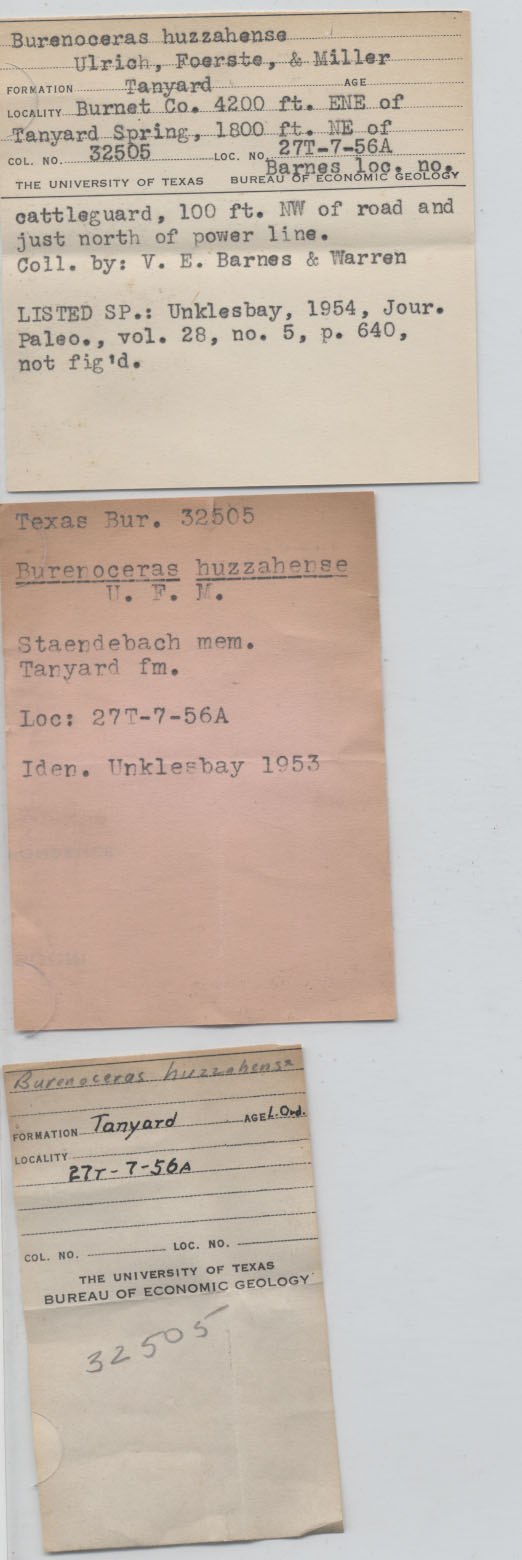 Burenoceras huzzahense
Ulrich, Foerste, & Miller
FORMATION Tanyard AGE
LOCALITY Burnet Co. 4200 ft. ENE of
Tanyard Spring, 1800 ft. NE of
COL. NO. 32505 LOC. NO. 27T-7-56A
Barnes loc. no.
THE UNIVERSITY OF TEXAS BUREAU OF ECONOMIC GEOLOGY
cattleguard, 100 ft. NW of road and
just north of power line.
Coll. by: V. E. Barnes & Warren
LISTED SP.: Unklesbay, 1954, Jour.
Paleo., vol. 28, no. 5, p. 640,
not fig'd.
Texas Bur. 32505
Burenoceras huzzahense
U. F. M.
Staendebach mem.
Tanyard fm.
Loc: 27T-7-56A
Iden. Unklesbay 1953
Burenoceras huzzahense
FORMATION Tanyard AGE L. Ord.
LOCALITY
27T-7-56A
COL. NO. LOC. NO.
THE UNIVERSITY OF TEXAS
BUREAU OF ECONOMIC GEOLOGY
32505